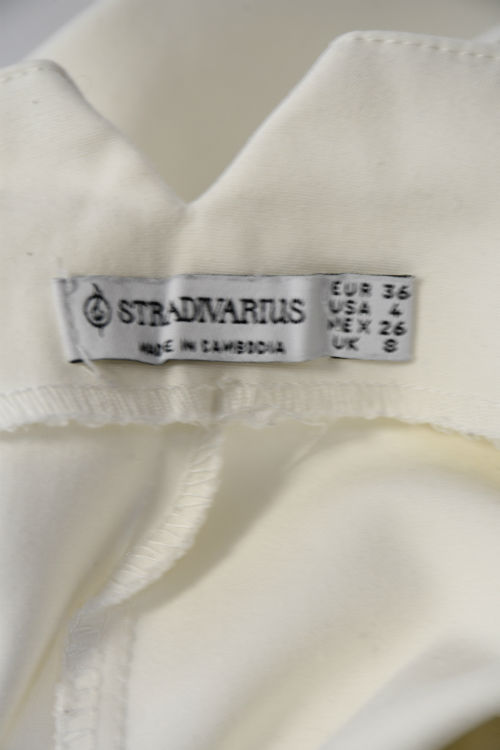 STRADIVARIUS
MADE IN CAMBODIA
EUR 36
USA 4
MEX 26
UK 8